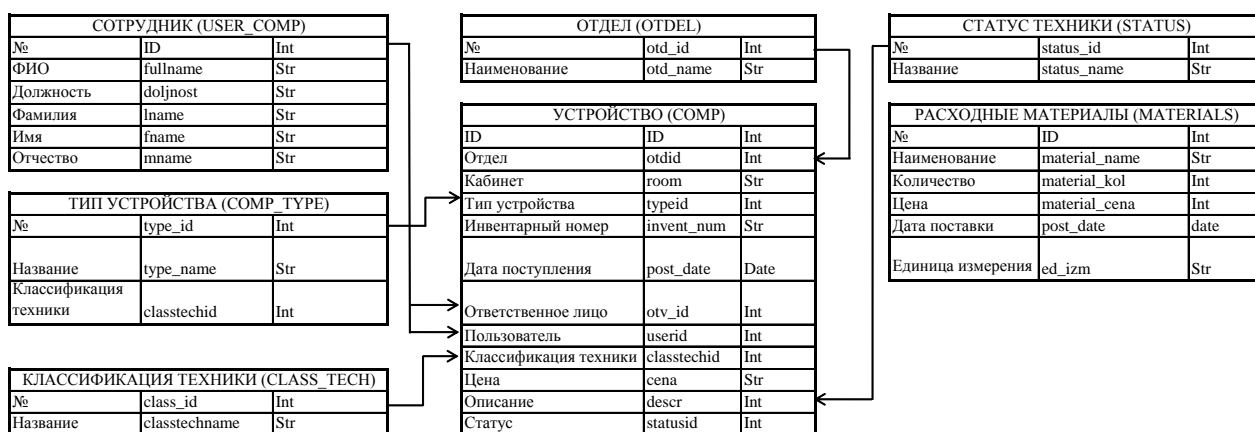 СОТРУДНИК (USER_COMP)
№ ID Int
ФИО fullname Str
Должность doljnost Str
Фамилия lname Str
Имя fname Str
Отчество mname Str
ТИП УСТРОЙСТВА (COMP_TYPE)
№ type_id Int
Название type_name Str
Классификация
техники classtechid Int
КЛАССИФИКАЦИЯ ТЕХНИКИ (CLASS_TECH)
№ class_id Int
Название classtechname Str
ОТДЕЛ (OTDEL)
№ otd_id Int
Наименование otd_name Str
УСТРОЙСТВО (COMP)
ID ID Int
Отдел otdid Int
Кабинет room Str
Тип устройства typeid Int
Инвентарный номер invent_num Str
Дата поступления post_date Date
Ответственное лицо otv_id Int
Пользователь userid Int
Классификация техники classtechid Int
Цена cena Str
Описание descr Int
Статус statusid Int
СТАТУС ТЕХНИКИ (STATUS)
№ status_id Int
Название status_name Str
РАСХОДНЫЕ МАТЕРИАЛЫ (MATERIALS)
№ ID Int
Наименование material_name Str
Количество material_kol Int
Цена material_cena Int
Дата поставки post_date date
Единица измерения ed_izm Str